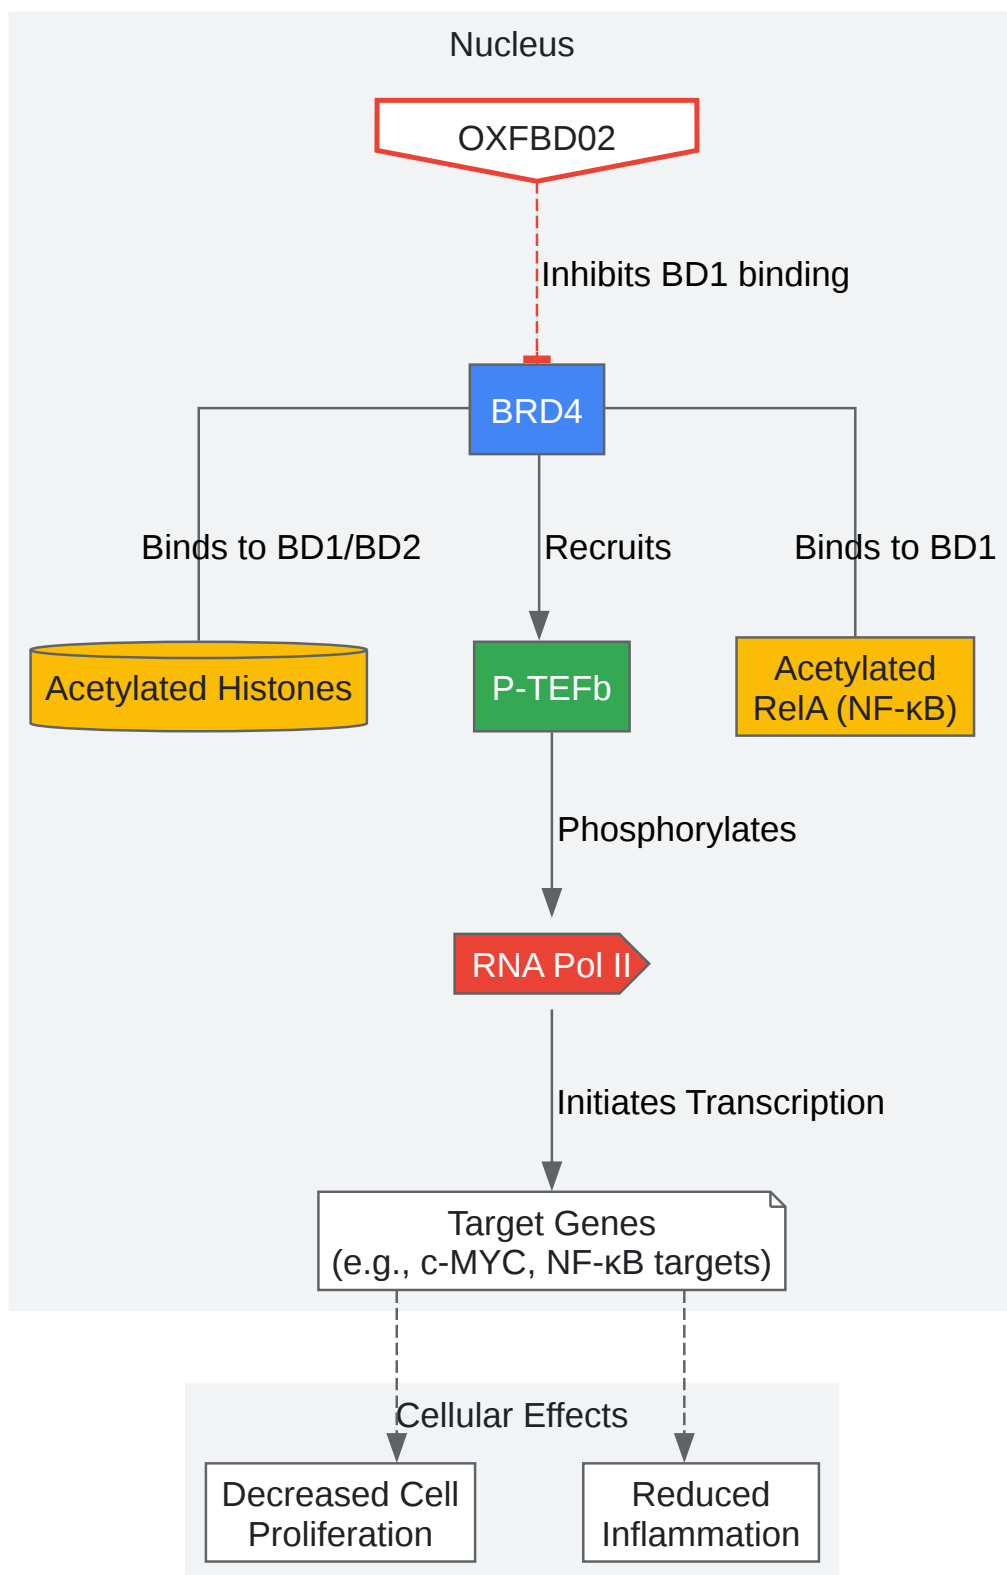 Nucleus
OXFBD02
Inhibits BD1 binding
BRD4
Binds to BD1/BD2
Recruits
Binds to BD1
Acetylated Histones
P-TEFb
Acetylated
RelA (NF-κB)
Phosphorylates
RNA Pol II
Initiates Transcription
Target Genes
(e.g., c-MYC, NF-κB targets)
Cellular Effects
Decreased Cell
Proliferation
Reduced
Inflammation